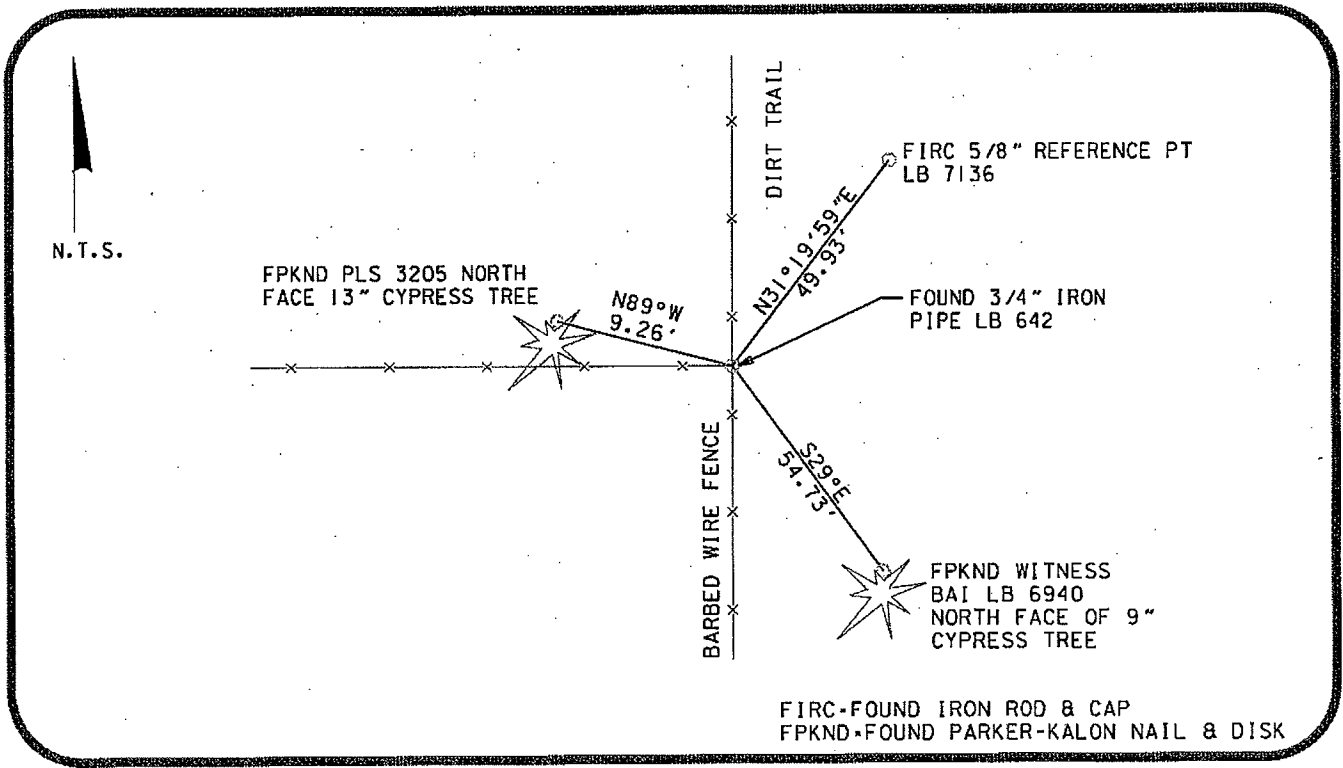 DIRT TRAIL
FIRC 5/8" REFERENCE PT
LB 7136
N31°19'59"E
49.93'
N.T.S.
FPKND PLS 3205 NORTH
FACE 13" CYPRESS TREE
N89°W
9.26'
FOUND 3/4" IRON
PIPE LB 642
BARBED WIRE FENCE
S29°E
54.73'
FPKND WITNESS
BAI LB 6940
NORTH FACE OF 9"
CYPRESS TREE
FIRC=FOUND IRON ROD & CAP
FPKND=FOUND PARKER-KALON NAIL & DISK